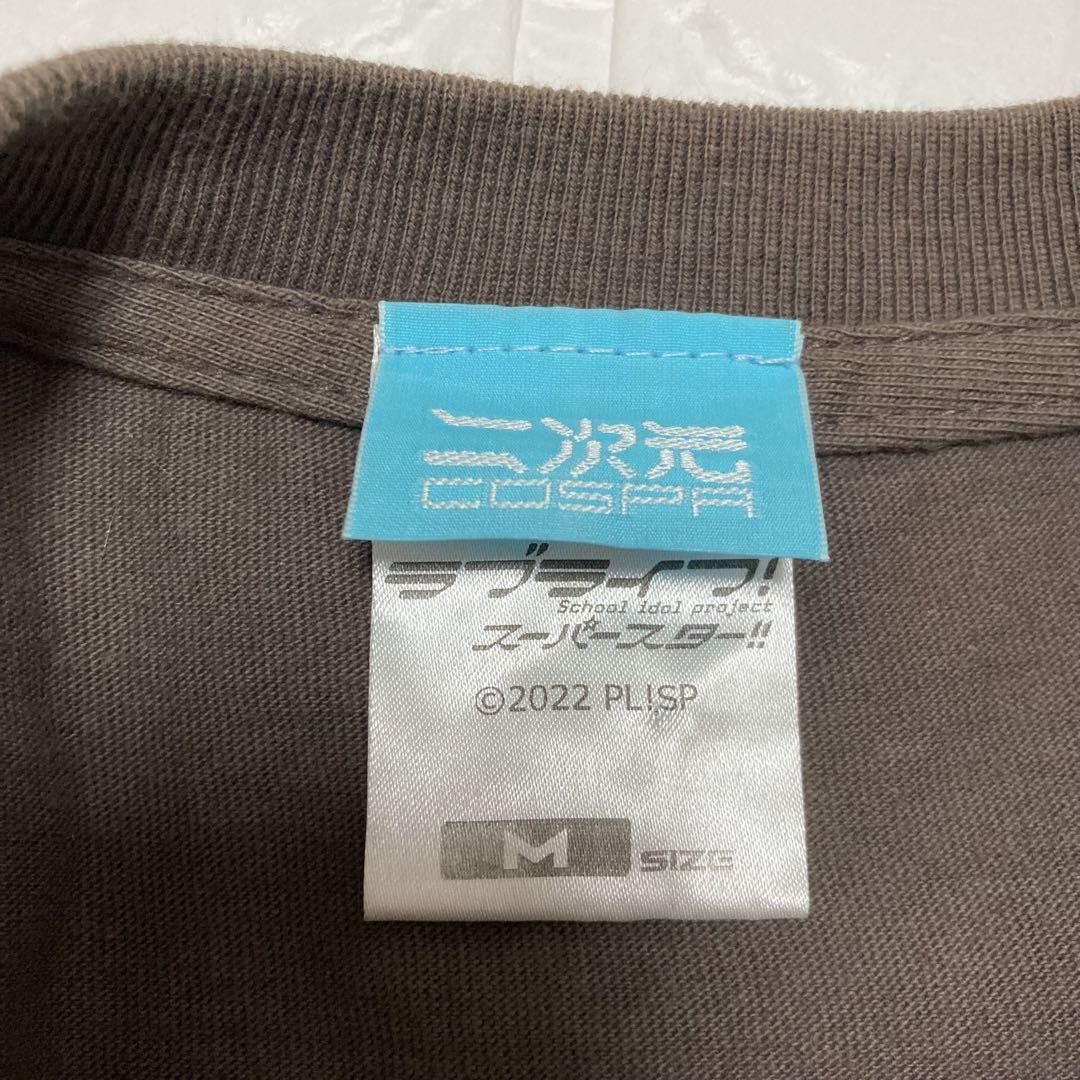 二次元
COSPA
ラブライブ!
School idol project
スーパースター!!
©2022 PL!SP
M SIZE